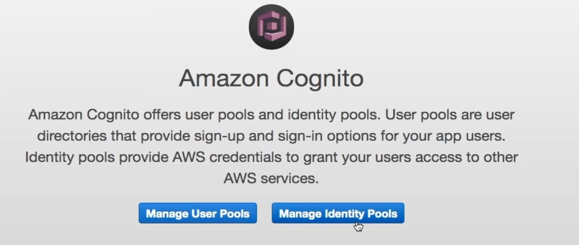 Amazon Cognito
Amazon Cognito offers user pools and identity pools. User pools are user
directories that provide sign-up and sign-in options for your app users.
Identity pools provide AWS credentials to grant your users access to other
AWS services.
Manage User Pools
Manage Identity Pools